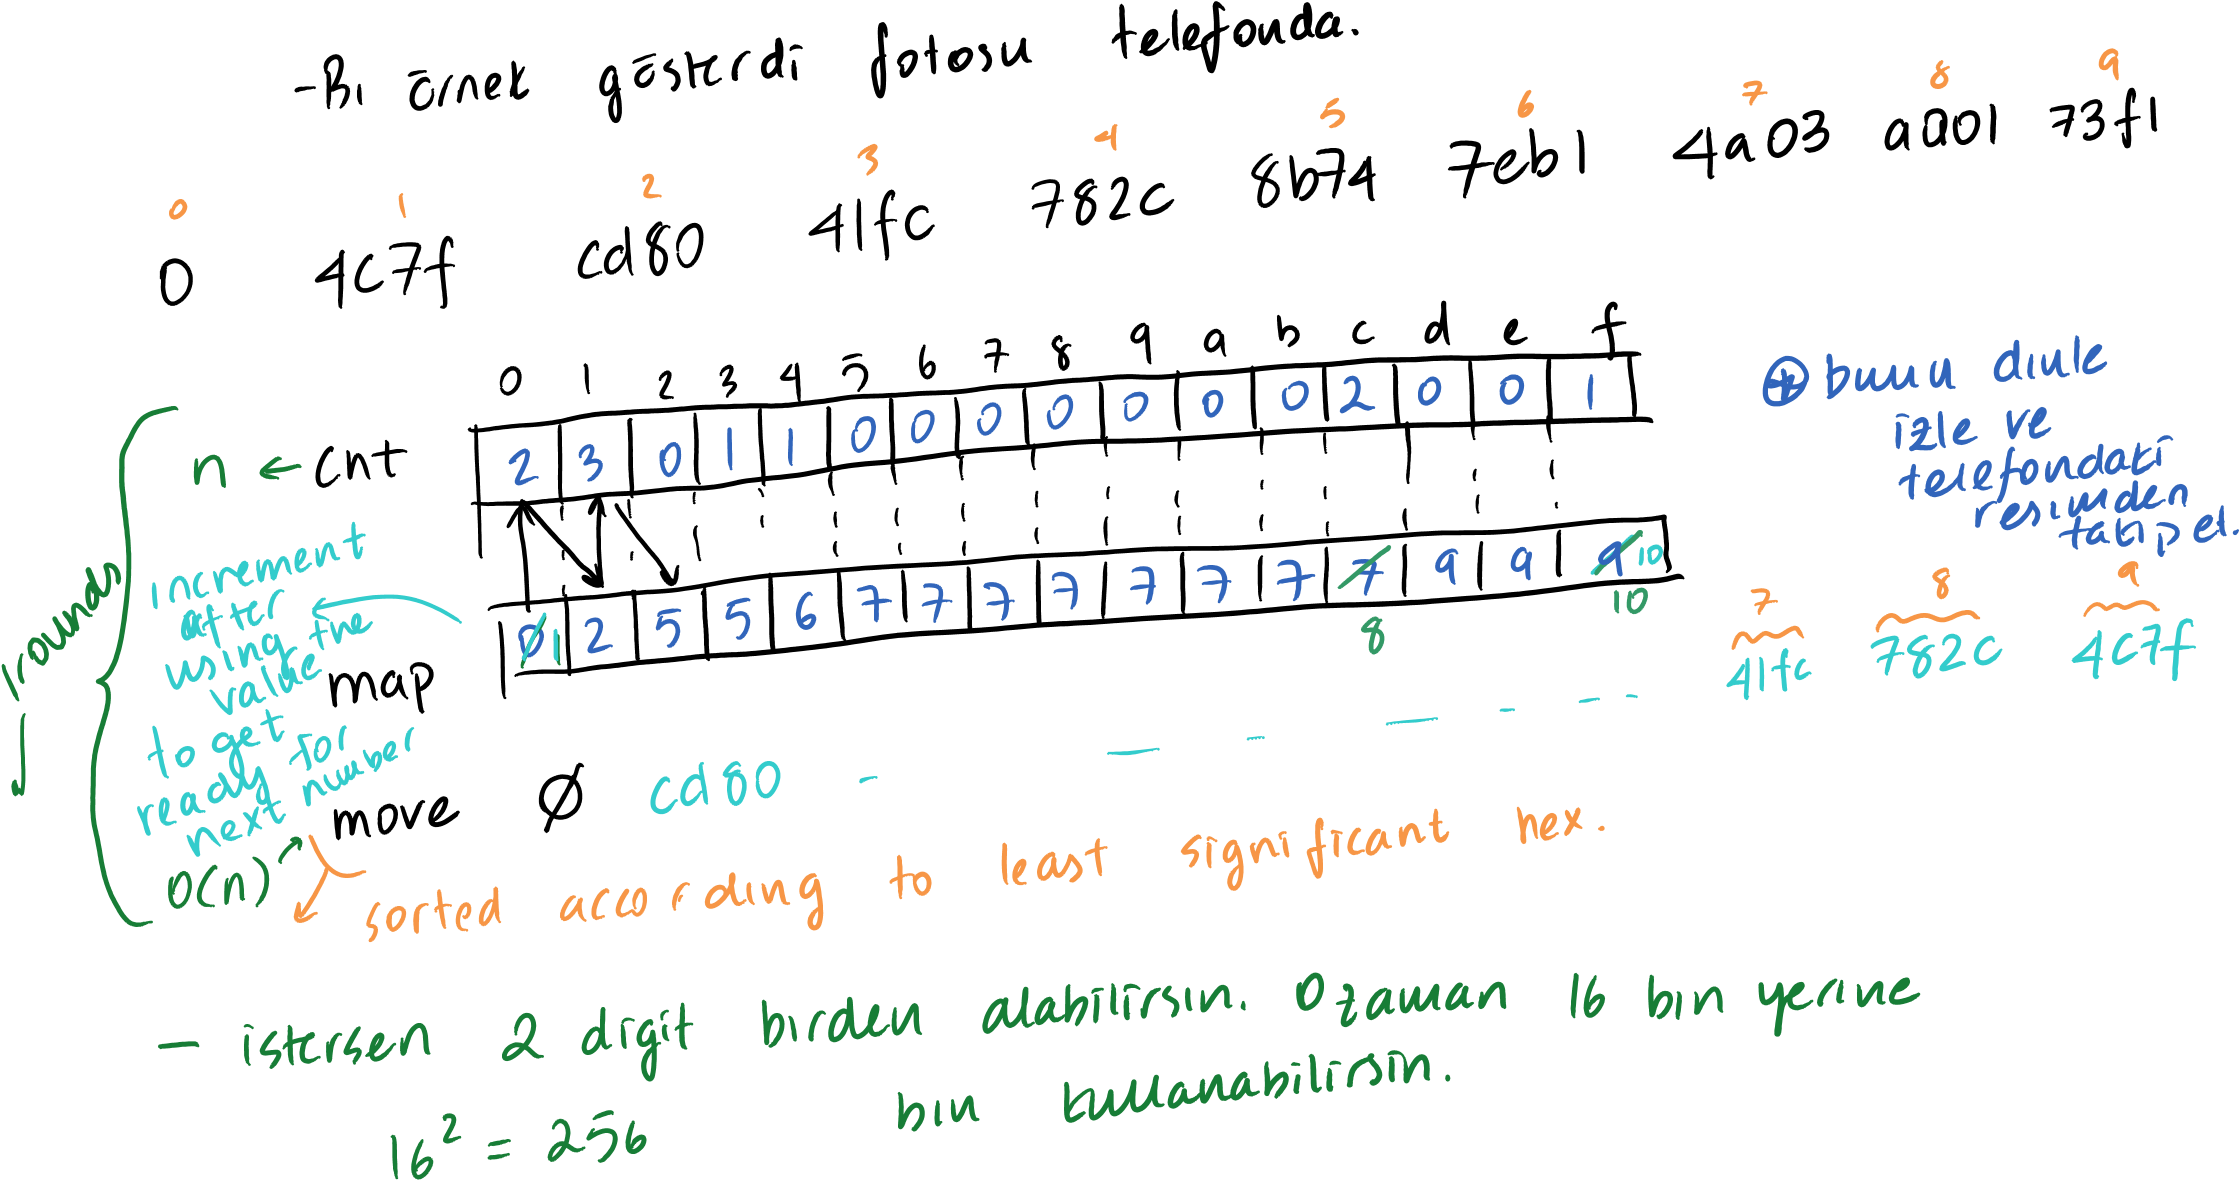 -Bı örnek gösterdi fotosu telefonda.
0 1 2 3 4 5 6 7 8 9
0 4c7f cd80 41fc 782c 8b74 7eb1 4a03 aa01 73f1
0 1 2 3 4 5 6 7 8 9 a b c d e f
n ← cnt 2 3 0 1 1 0 0 0 0 0 0 0 2 0 0 1
⊕ bunu dinle
izle ve
telefondaki
resimden
takip et.
r rounds
increment
after
using the
value
to get
ready for
next number
map 0 1 2 5 5 6 7 7 7 7 7 7 7 7 9 9 9 10
8 10
7 8 9
41fc 782c 4c7f
move Ø cd80 - — - — - - -
O(n)
sorted according to least significant hex.
- istersen 2 digit birden alabilirsin. Ozaman 16 bin yerine
16² = 256 bin kullanabilirsin.